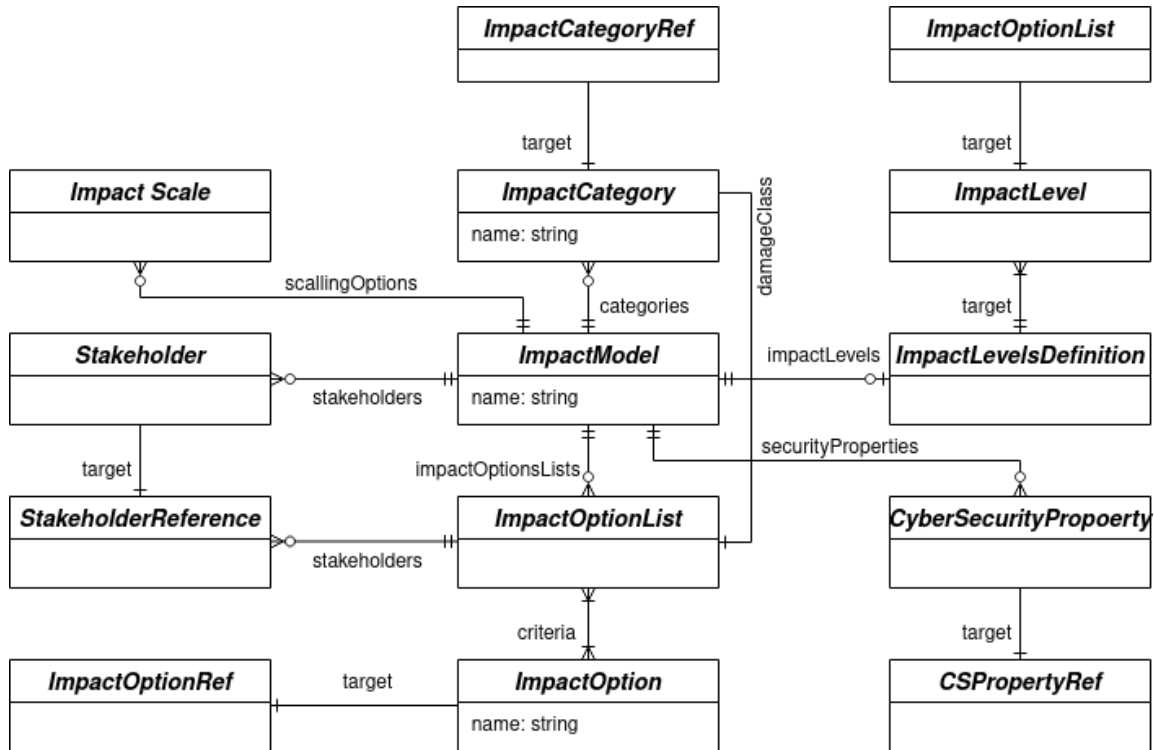 ImpactCategoryRef
ImpactOptionList
target
target
Impact Scale
ImpactCategory
name: string
damageClass
ImpactLevel
scallingOptions
categories
target
Stakeholder
ImpactModel
name: string
impactLevels
ImpactLevelsDefinition
stakeholders
target
impactOptionsLists
securityProperties
StakeholderReference
ImpactOptionList
CyberSecurityPropoerty
stakeholders
criteria
target
ImpactOptionRef
target
ImpactOption
name: string
CSPropertyRef